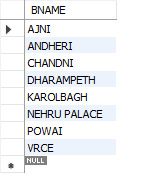 BNAME
AJNI
ANDHERI
CHANDNI
DHARAMPETH
KAROLBAGH
NEHRU PALACE
POWAI
VRCE
NULL